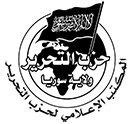 لا إله إلا الله محمد رسول الله
حزب التحرير
ولاية سوريا
المكتب الإعلامي لحزب التحرير